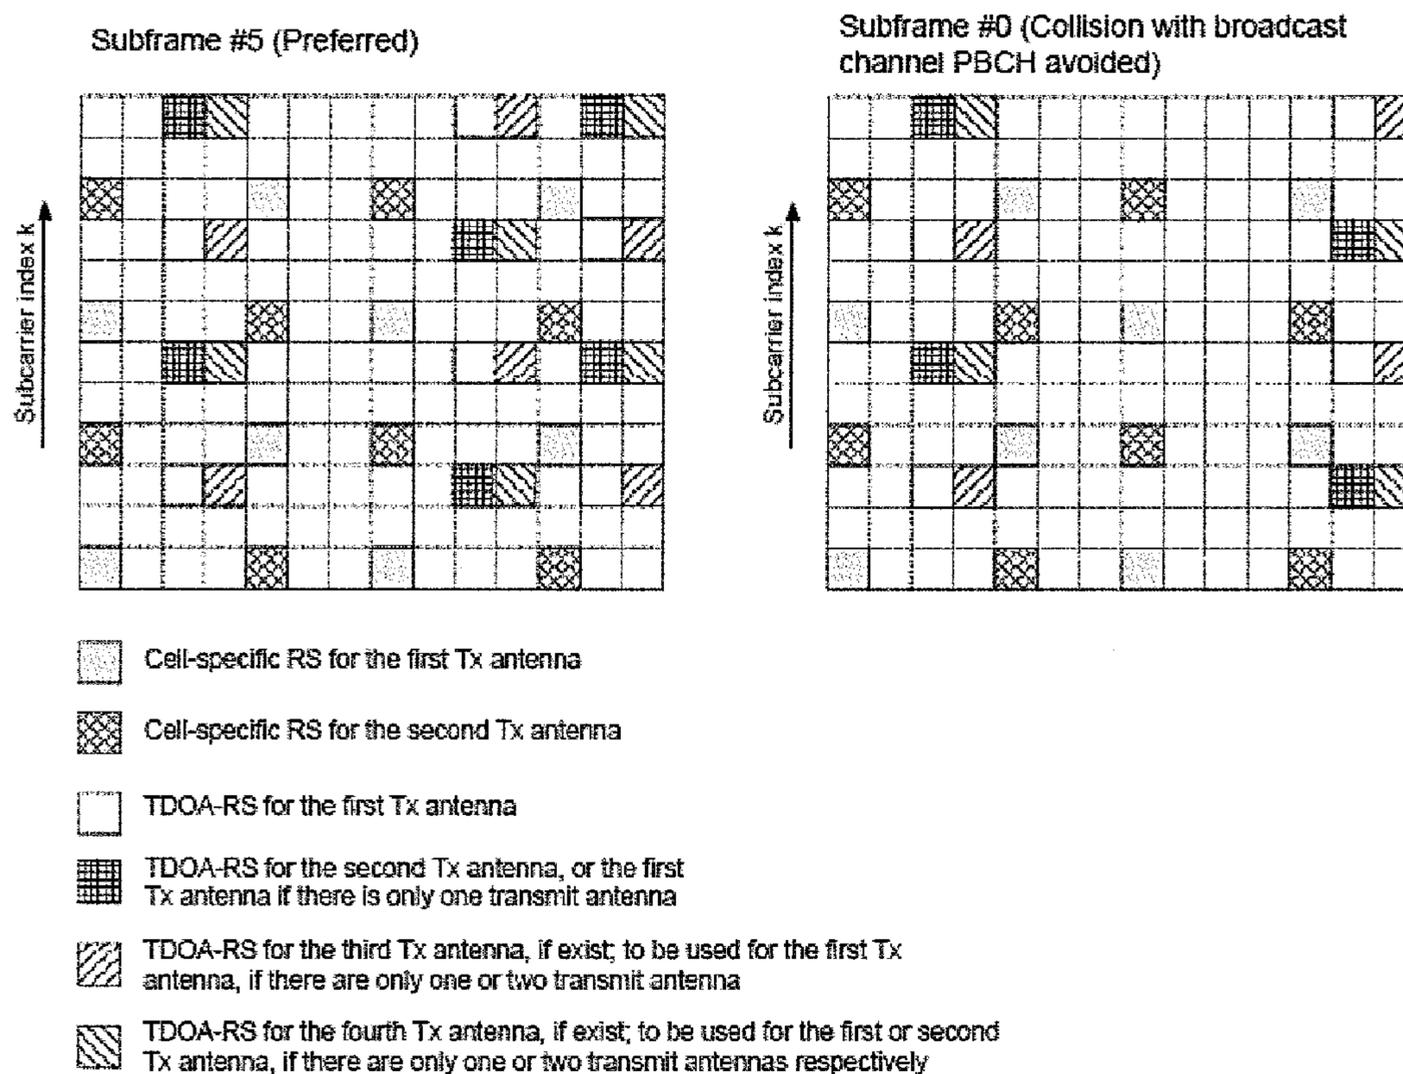 Subframe #5 (Preferred)
Subframe #0 (Collision with broadcast
channel PBCH avoided)
Subcarrier index k
Subcarrier index k
Cell-specific RS for the first Tx antenna
Cell-specific RS for the second Tx antenna
TDOA-RS for the first Tx antenna
TDOA-RS for the second Tx antenna, or the first
Tx antenna if there is only one transmit antenna
TDOA-RS for the third Tx antenna, if exist; to be used for the first Tx
antenna, if there are only one or two transmit antenna
TDOA-RS for the fourth Tx antenna, if exist; to be used for the first or second
Tx antenna, if there are only one or two transmit antennas respectively